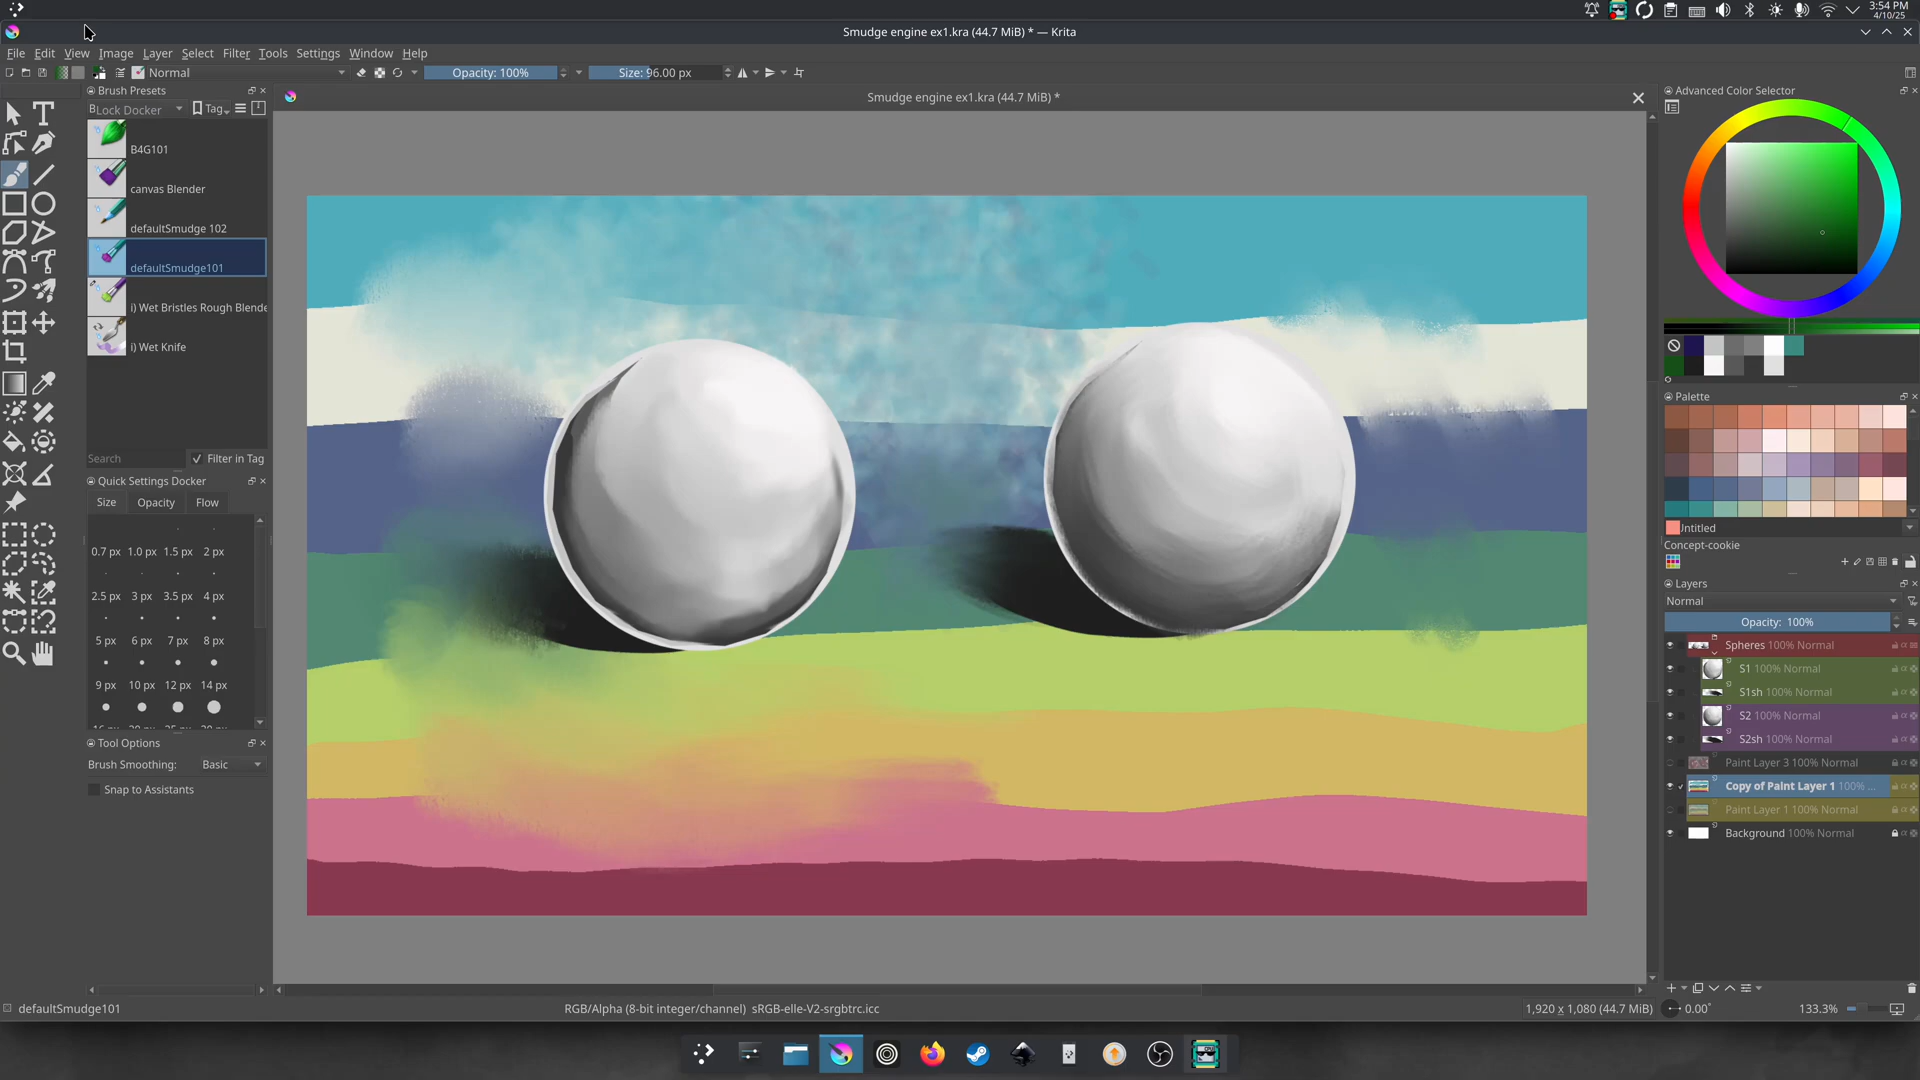 3:54 PM
4/10/25
Smudge engine ex1.kra (44.7 MiB) * — Krita
File Edit View Image Layer Select Filter Tools Settings Window Help
Normal
Opacity: 100%
Size: 96.00 px
Brush Presets
Lock Docker
Tag
B4G101
canvas Blender
defaultSmudge 102
defaultSmudge101
i) Wet Bristles Rough Blende
i) Wet Knife
Search
Filter in Tag
Quick Settings Docker
Size Opacity Flow
0.7 px 1.0 px 1.5 px 2 px
2.5 px 3 px 3.5 px 4 px
5 px 6 px 7 px 8 px
9 px 10 px 12 px 14 px
Tool Options
Brush Smoothing: Basic
Snap to Assistants
Smudge engine ex1.kra (44.7 MiB) *
Advanced Color Selector
Palette
Untitled
Concept-cookie
Layers
Normal
Opacity: 100%
Spheres 100% Normal
S1 100% Normal
S1sh 100% Normal
S2 100% Normal
S2sh 100% Normal
Paint Layer 3 100% Normal
Copy of Paint Layer 1 100% ...
Paint Layer 1 100% Normal
Background 100% Normal
defaultSmudge101
RGB/Alpha (8-bit integer/channel) sRGB-elle-V2-srgbtrc.icc
1,920 x 1,080 (44.7 MiB)
0.00°
133.3%